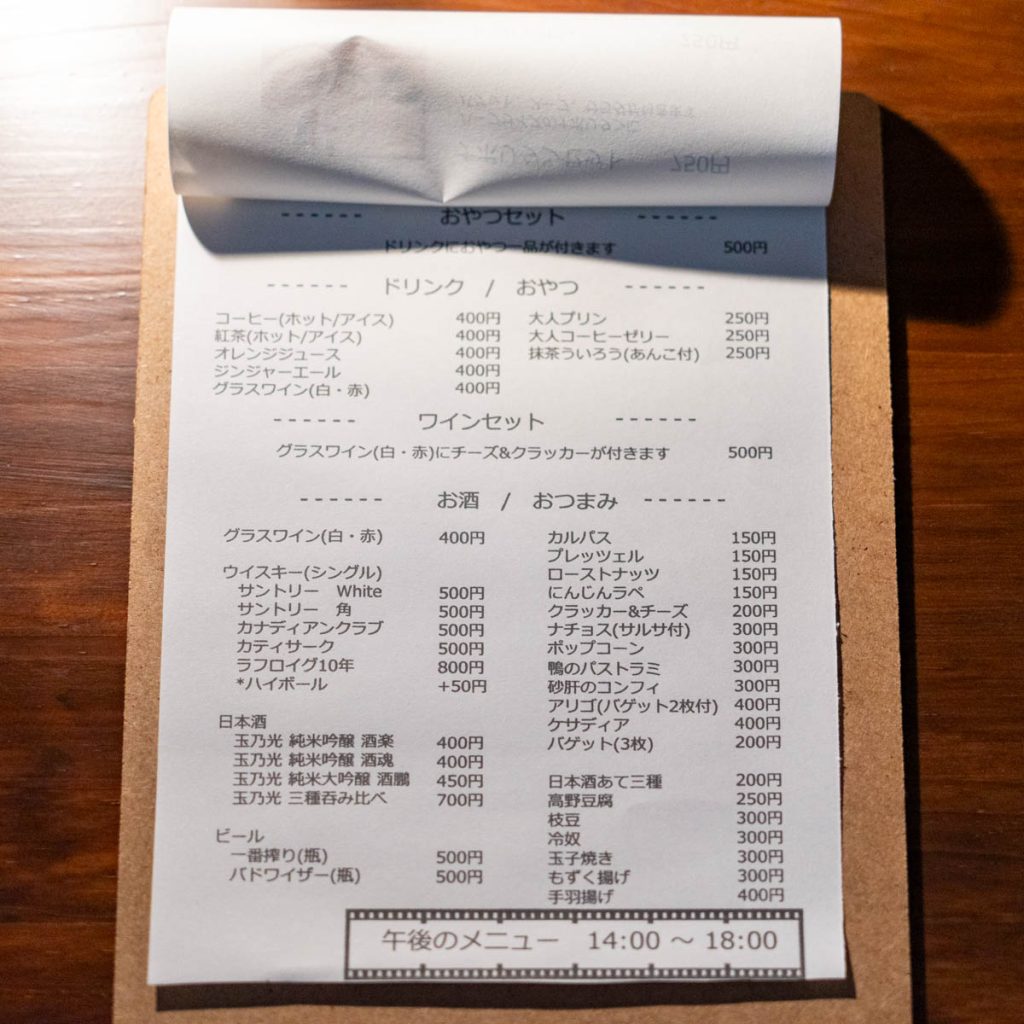 250円
750円
おやつセット
ドリンクにおやつ一品が付きます 500円
ドリンク / おやつ
コーヒー(ホット/アイス) 400円 大人プリン 250円
紅茶(ホット/アイス) 400円 大人コーヒーゼリー 250円
オレンジジュース 400円 抹茶ういろう(あんこ付) 250円
ジンジャーエール 400円
グラスワイン(白・赤) 400円
ワインセット
グラスワイン(白・赤)にチーズ&クラッカーが付きます 500円
お酒 / おつまみ
グラスワイン(白・赤) 400円
ウイスキー(シングル)
サントリー White 500円
サントリー 角 500円
カナディアンクラブ 500円
カティサーク 500円
ラフロイグ10年 800円
*ハイボール +50円
日本酒
玉乃光 純米吟醸 酒楽 400円
玉乃光 純米吟醸 酒魂 400円
玉乃光 純米大吟醸 酒鵬 450円
玉乃光 三種呑み比べ 700円
ビール
一番搾り(瓶) 500円
バドワイザー(瓶) 500円
カルパス 150円
プレッツェル 150円
ローストナッツ 150円
にんじんラペ 150円
クラッカー&チーズ 200円
ナチョス(サルサ付) 300円
ポップコーン 300円
鴨のパストラミ 300円
砂肝のコンフィ 300円
アリゴ(バゲット2枚付) 400円
ケサディア 400円
バゲット(3枚) 200円
日本酒あて三種 200円
高野豆腐 250円
枝豆 300円
冷奴 300円
玉子焼き 300円
もずく揚げ 300円
手羽揚げ 400円
午後のメニュー 14:00 ～ 18:00